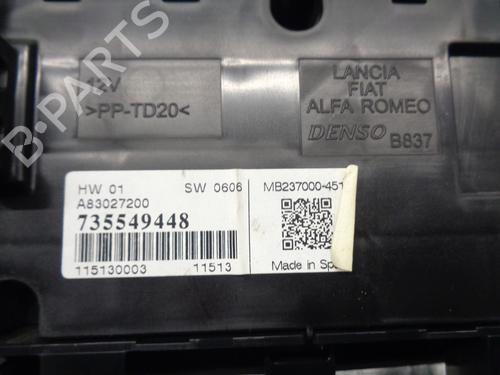 12V
>PP-TD20<
LANCIA
FIAT
ALFA ROMEO
DENSO B837
HW 01 SW 0606
A83027200
735549448
115130003 11513
MB237000-451
Made in
B-PARTS